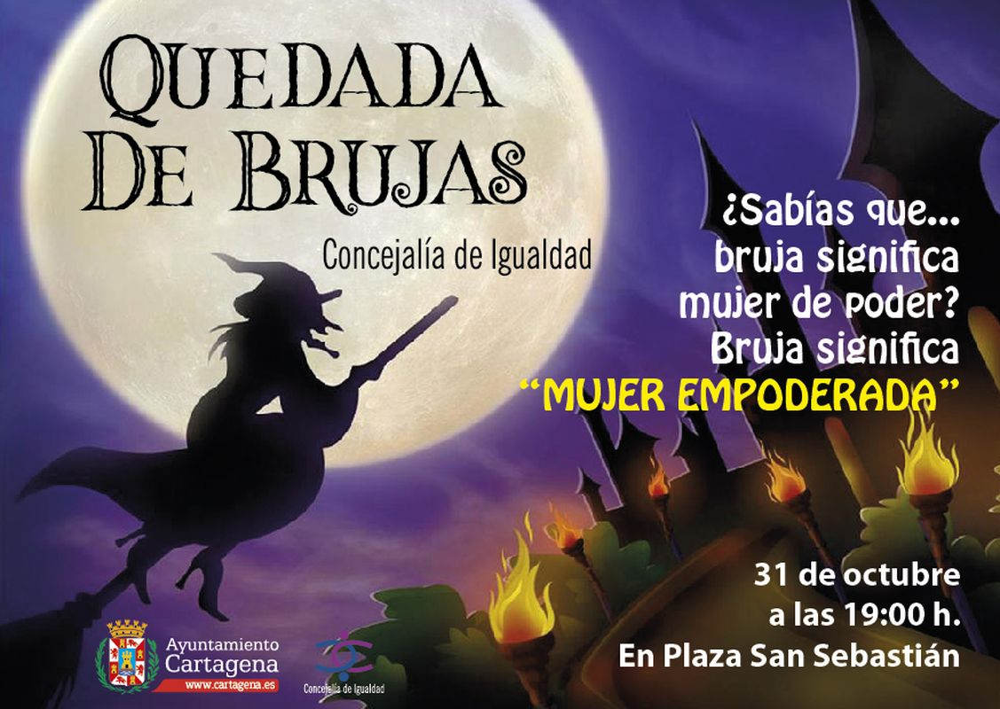 QUEDADA
DE BRUJAS
Concejalía de Igualdad
¿Sabías que...
bruja significa
mujer de poder?
Bruja significa
“MUJER EMPODERADA”
31 de octubre
a las 19:00 h.
En Plaza San Sebastián
Ayuntamiento
Cartagena
www.cartagena.es
Concejalía de Igualdad